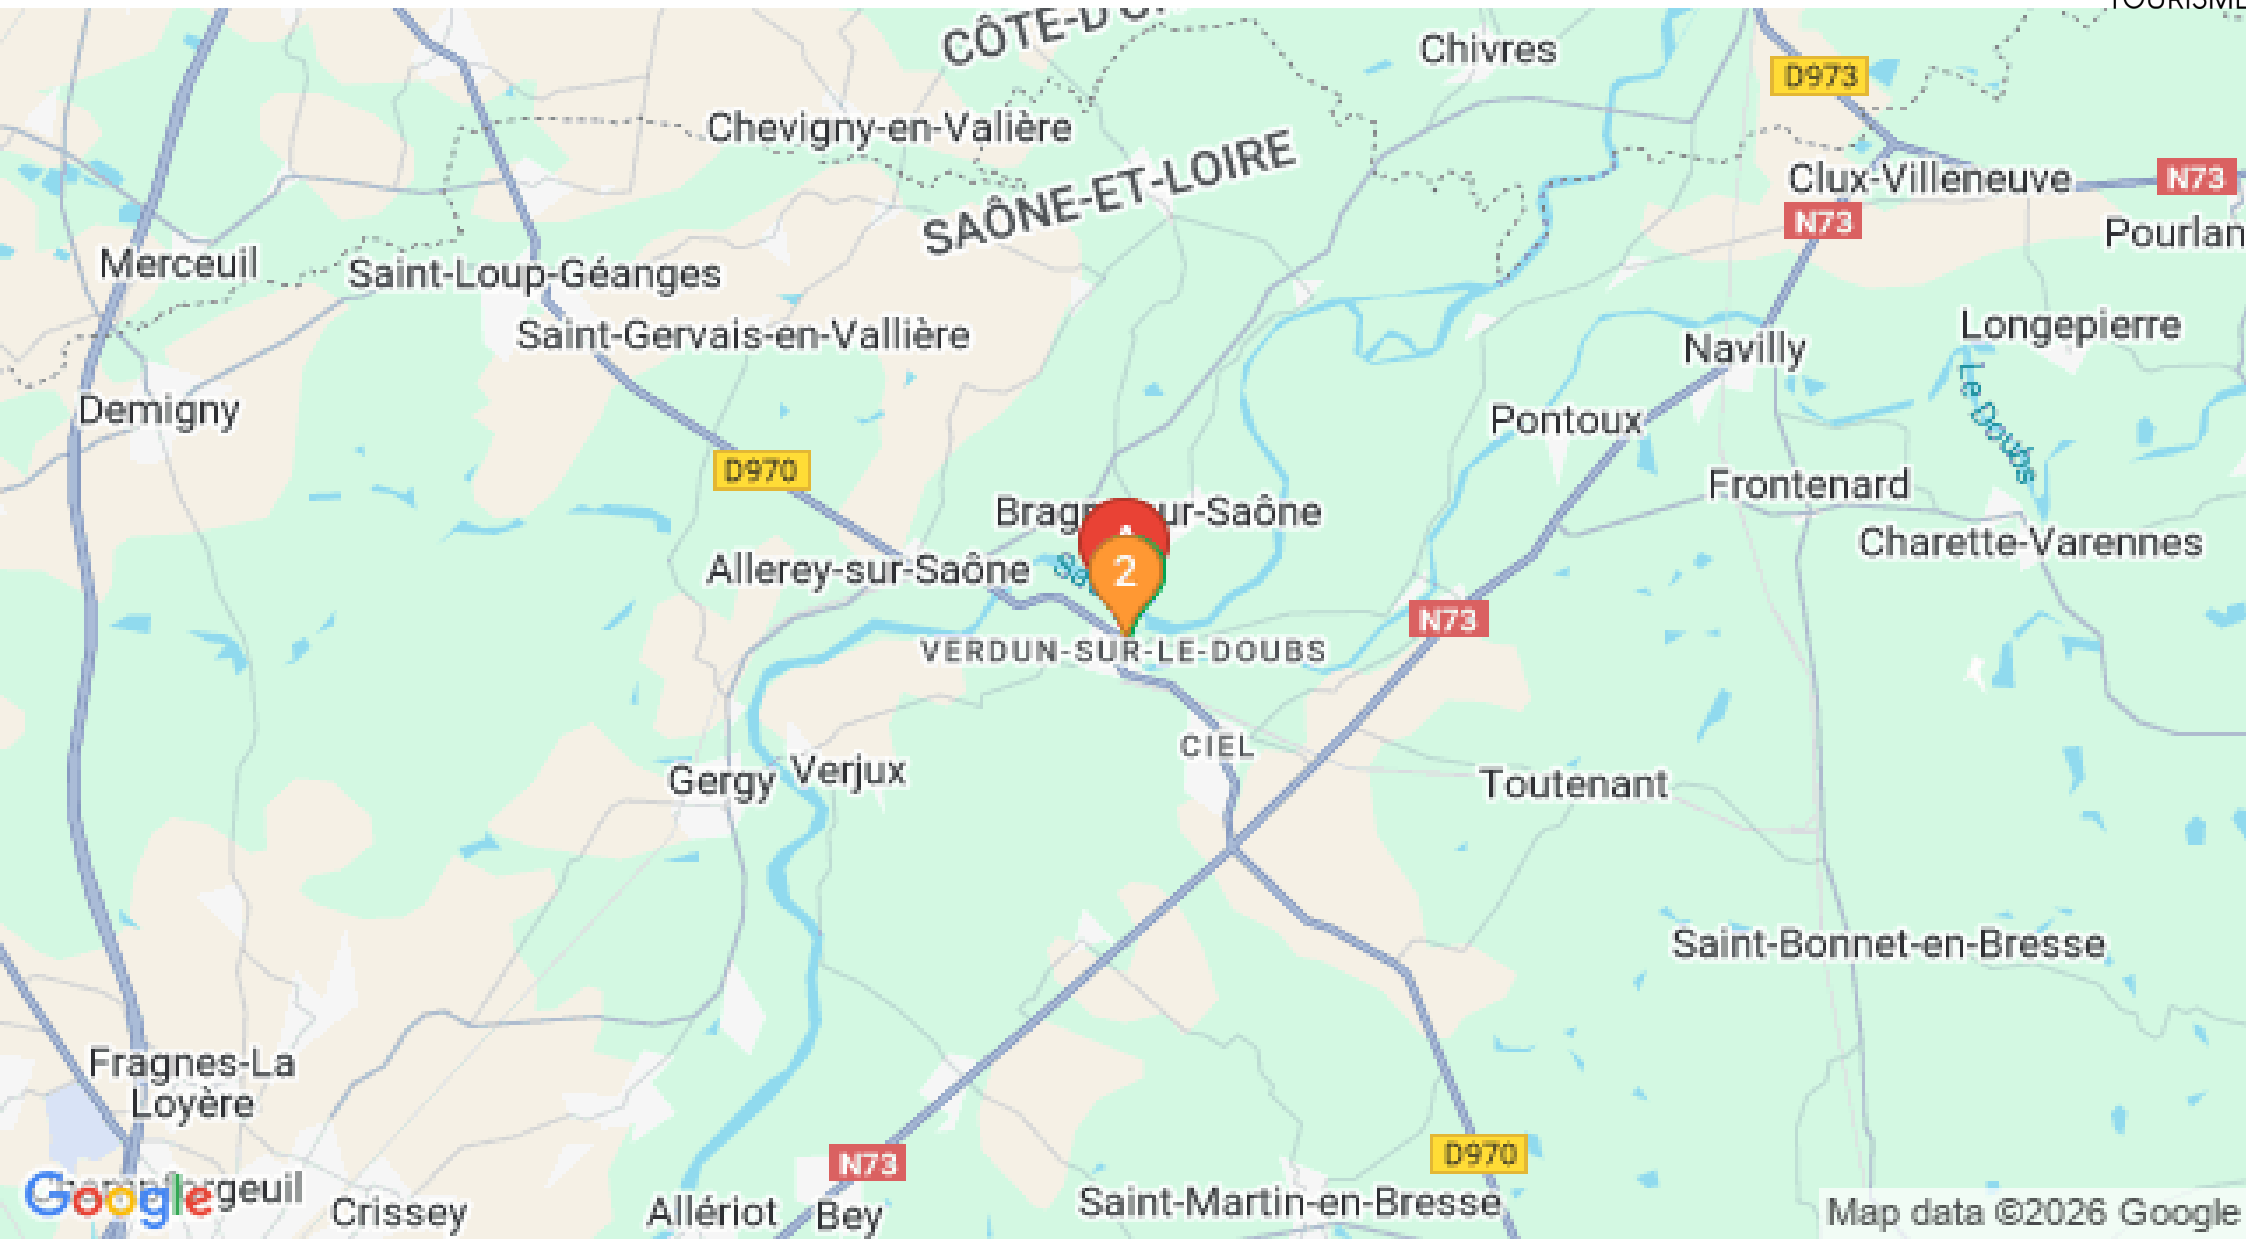 CÔTE-D'OR
Chivres
D973
Chevigny-en-Valière
SAÔNE-ET-LOIRE
Clux-Villeneuve
N73
N73
Pourlan
Merceuil
Saint-Loup-Géanges
Saint-Gervais-en-Vallière
Longepierre
Navilly
Le Doubs
Demigny
Pontoux
D970
Frontenard
Charette-Varennes
Allerey-sur-Saône
2
N73
VERDUN-SUR-LE-DOUBS
CIEL
Gergy
Verjux
Toutenant
Saint-Bonnet-en-Bresse
Fragnes-La
Loyère
N73
D970
Google
Crissey
Allériot
Bey
Saint-Martin-en-Bresse
Map data ©2026 Google